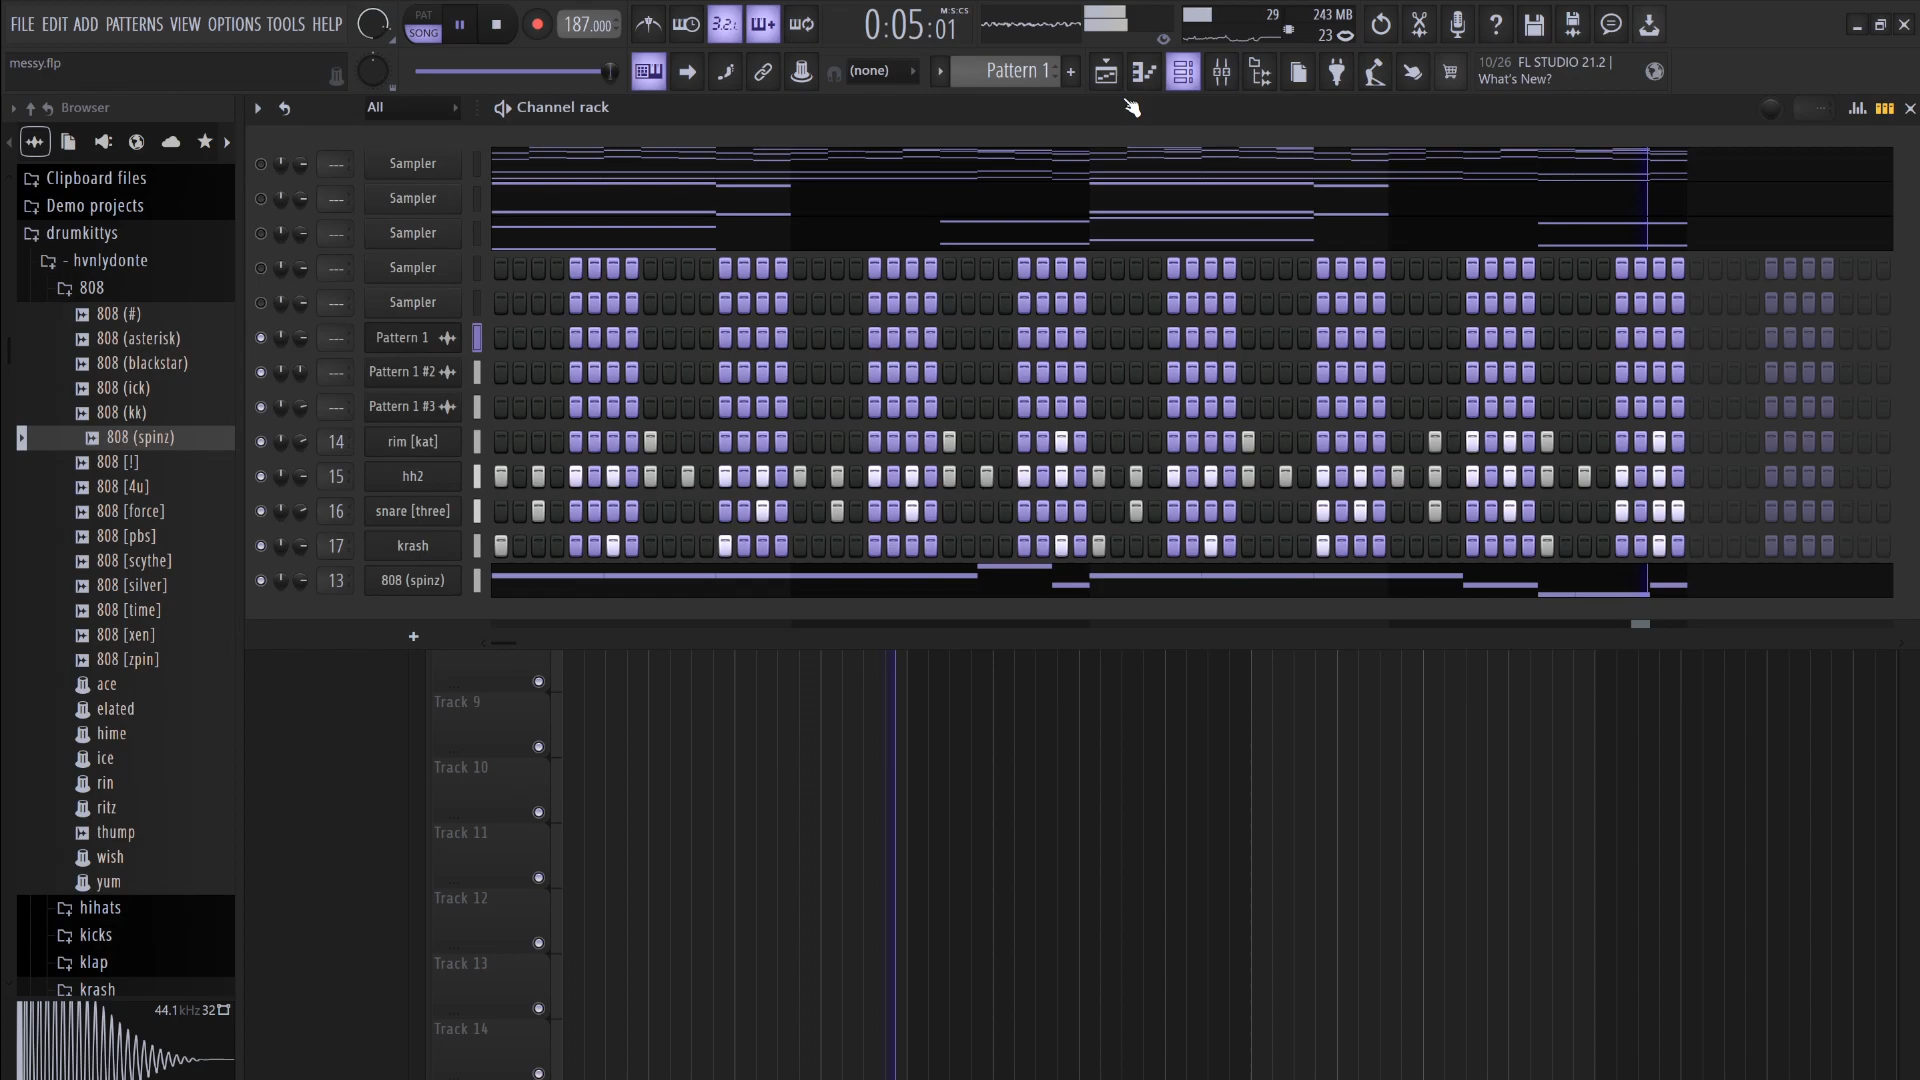 FILE EDIT ADD PATTERNS VIEW OPTIONS TOOLS HELP
PAT
SONG
187.000
3.2.
0:05:01
M:S:CS
29
243 MB
23
messy.flp
(none)
Pattern 1
10/26 FL STUDIO 21.2 |
What's New?
Browser
All
Channel rack
Clipboard files
Demo projects
drumkittys
- hvnlydonte
808
808 (#)
808 (asterisk)
808 (blackstar)
808 (ick)
808 (kk)
808 (spinz)
808 [!]
808 [4u]
808 [force]
808 [pbs]
808 [scythe]
808 [silver]
808 [time]
808 [xen]
808 [zpin]
ace
elated
hime
ice
rin
ritz
thump
wish
yum
hihats
kicks
klap
krash
44.1kHz 32
--- Sampler
--- Sampler
--- Sampler
--- Sampler
--- Sampler
--- Pattern 1
--- Pattern 1 #2
--- Pattern 1 #3
14 rim [kat]
15 hh2
16 snare [three]
17 krash
13 808 (spinz)
+
Track 9
Track 10
Track 11
Track 12
Track 13
Track 14